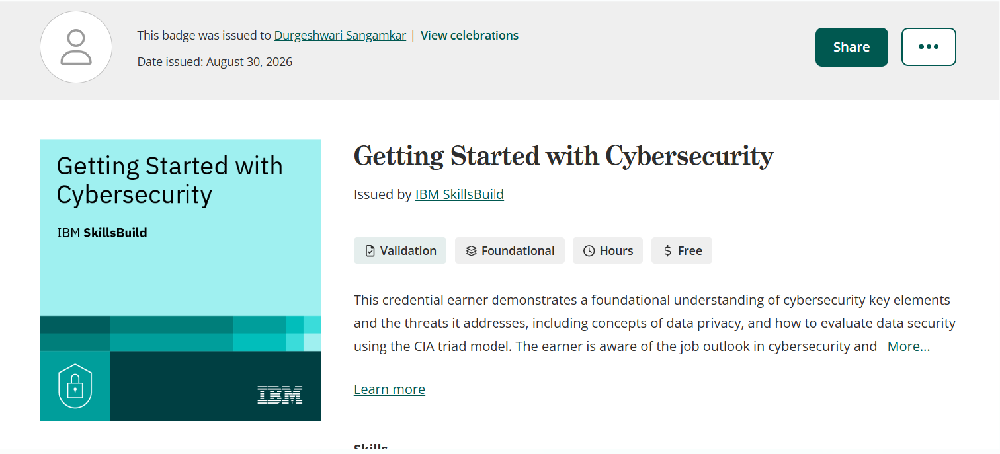 This badge was issued to Durgeshwari Sangamkar | View celebrations
Date issued: August 30, 2026
Share
Getting Started with
Cybersecurity
IBM SkillsBuild
IBM
Getting Started with Cybersecurity
Issued by IBM SkillsBuild
Validation Foundational Hours $ Free
This credential earner demonstrates a foundational understanding of cybersecurity key elements
and the threats it addresses, including concepts of data privacy, and how to evaluate data security
using the CIA triad model. The earner is aware of the job outlook in cybersecurity and More...
Learn more
Skills